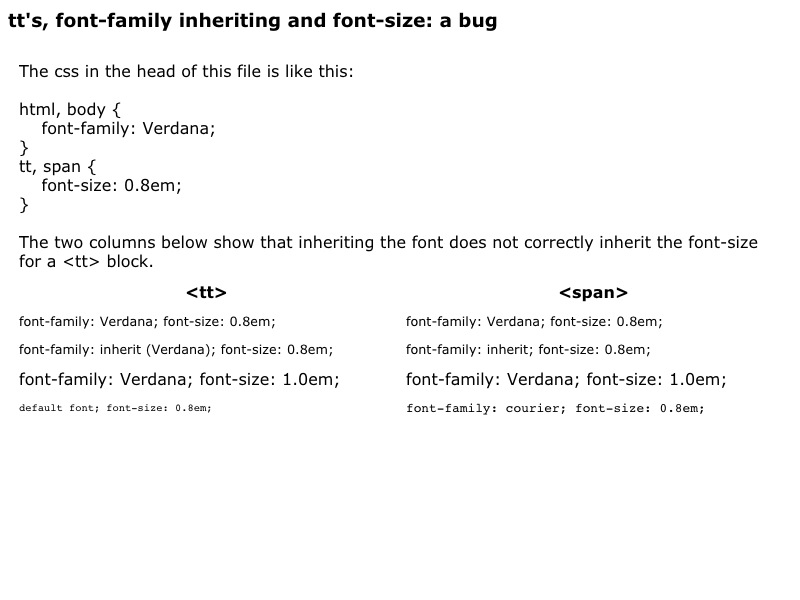 tt's, font-family inheriting and font-size: a bug
The css in the head of this file is like this:
html, body {
font-family: Verdana;
}
tt, span {
font-size: 0.8em;
}
The two columns below show that inheriting the font does not correctly inherit the font-size
for a <tt> block.
<tt>
<span>
font-family: Verdana; font-size: 0.8em;
font-family: Verdana; font-size: 0.8em;
font-family: inherit (Verdana); font-size: 0.8em;
font-family: inherit; font-size: 0.8em;
font-family: Verdana; font-size: 1.0em;
font-family: Verdana; font-size: 1.0em;
default font; font-size: 0.8em;
font-family: courier; font-size: 0.8em;